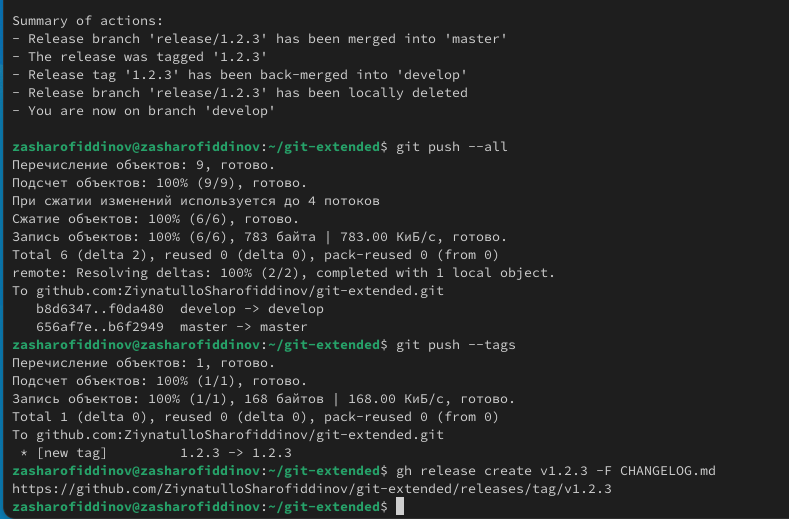 Summary of actions:
- Release branch 'release/1.2.3' has been merged into 'master'
- The release was tagged '1.2.3'
- Release tag '1.2.3' has been back-merged into 'develop'
- Release branch 'release/1.2.3' has been locally deleted
- You are now on branch 'develop'

zasharofiddinov@zasharofiddinov:~/git-extended$ git push --all
Перечисление объектов: 9, готово.
Подсчет объектов: 100% (9/9), готово.
При сжатии изменений используется до 4 потоков
Сжатие объектов: 100% (6/6), готово.
Запись объектов: 100% (6/6), 783 байта | 783.00 КиБ/с, готово.
Total 6 (delta 2), reused 0 (delta 0), pack-reused 0 (from 0)
remote: Resolving deltas: 100% (2/2), completed with 1 local object.
To github.com:ZiynatulloSharofiddinov/git-extended.git
   b8d6347..f0da480  develop -> develop
   656af7e..b6f2949  master -> master
zasharofiddinov@zasharofiddinov:~/git-extended$ git push --tags
Перечисление объектов: 1, готово.
Подсчет объектов: 100% (1/1), готово.
Запись объектов: 100% (1/1), 168 байтов | 168.00 КиБ/с, готово.
Total 1 (delta 0), reused 0 (delta 0), pack-reused 0 (from 0)
To github.com:ZiynatulloSharofiddinov/git-extended.git
 * [new tag]         1.2.3 -> 1.2.3
zasharofiddinov@zasharofiddinov:~/git-extended$ gh release create v1.2.3 -F CHANGELOG.md
https://github.com/ZiynatulloSharofiddinov/git-extended/releases/tag/v1.2.3
zasharofiddinov@zasharofiddinov:~/git-extended$